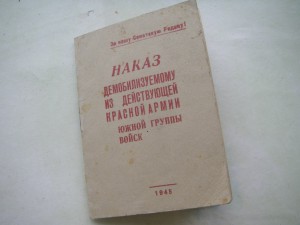 За нашу Советскую Родину!
НАКАЗ
ДЕМОБИЛИЗУЕМОМУ
ИЗ ДЕЙСТВУЮЩЕЙ
КРАСНОЙ АРМИИ
ЮЖНОЙ ГРУППЫ
ВОЙСК
1945